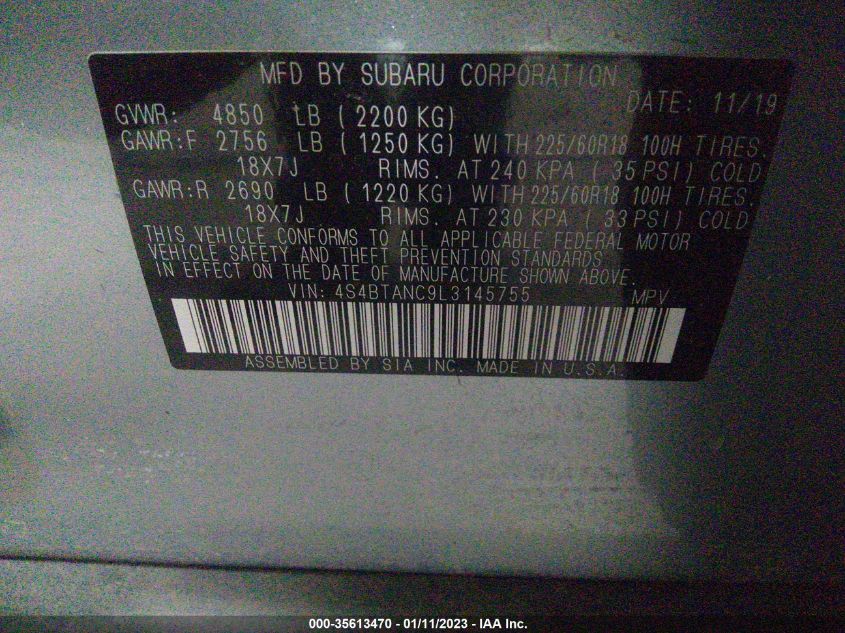 MFD BY SUBARU CORPORATION
DATE: 11/19
GVWR: 4850 LB ( 2200 KG)
GAWR:F 2756 LB ( 1250 KG) WITH 225/60R18 100H TIRES.
18X7J RIMS. AT 240 KPA ( 35 PSI) COLD
GAWR:R 2690 LB ( 1220 KG) WITH 225/60R18 100H TIRES.
18X7J RIMS. AT 230 KPA ( 33 PSI) COLD
THIS VEHICLE CONFORMS TO ALL APPLICABLE FEDERAL MOTOR
VEHICLE SAFETY AND THEFT PREVENTION STANDARDS
IN EFFECT ON THE DATE OF MANUFACTURE SHOWN ABOVE.
VIN: 4S4BTANC9L3145755 MPV
ASSEMBLED BY SIA INC. MADE IN U.S.A.
000-35613470 - 01/11/2023 - IAA Inc.